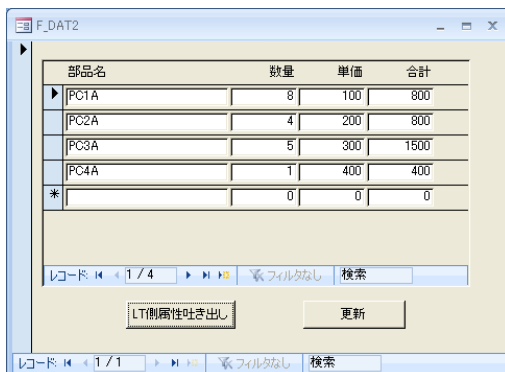 F_DAT2
部品名 数量 単価 合計
PC1A 8 100 800
PC2A 4 200 800
PC3A 5 300 1500
PC4A 1 400 400
* 0 0 0
レコード: 1 / 4 フィルタなし 検索
LT側属性吐き出し 更新
レコード: 1 / 1 フィルタなし 検索